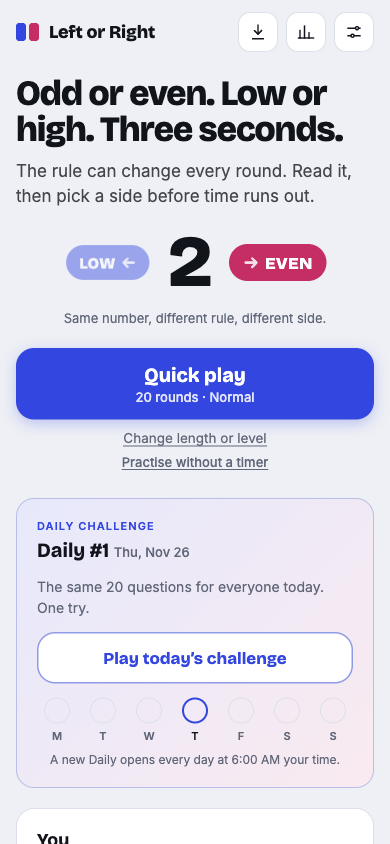 Left or Right
Odd or even. Low or
high. Three seconds.
The rule can change every round. Read it,
then pick a side before time runs out.
LOW ← 2 → EVEN
Same number, different rule, different side.
Quick play
20 rounds · Normal
Change length or level
Practise without a timer
DAILY CHALLENGE
Daily #1 Thu, Nov 26
The same 20 questions for everyone today.
One try.
Play today's challenge
M T W T F S S
A new Daily opens every day at 6:00 AM your time.
You